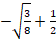 -√(3/8) + 1/2